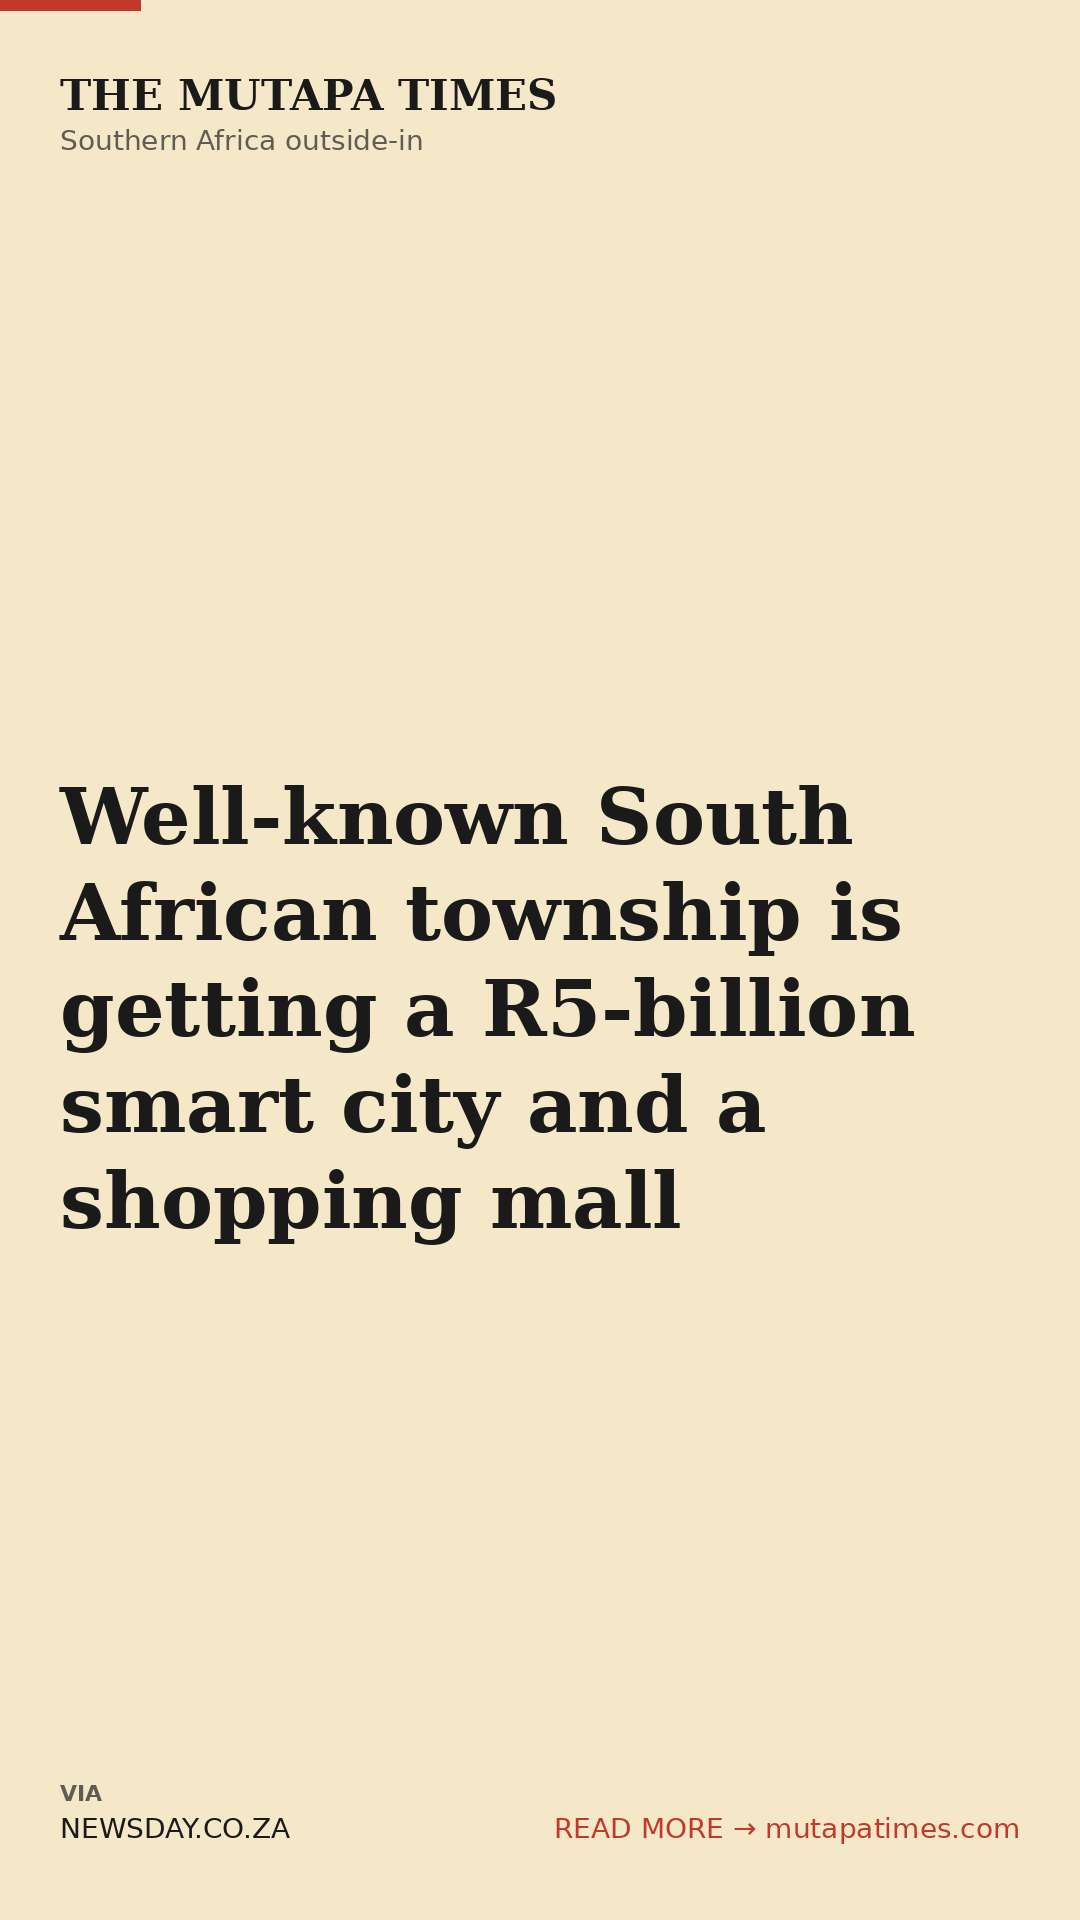 THE MUTAPA TIMES
Southern Africa outside-in
Well-known South
African township is
getting a R5-billion
smart city and a
shopping mall
VIA
NEWSDAY.CO.ZA
READ MORE → mutapatimes.com